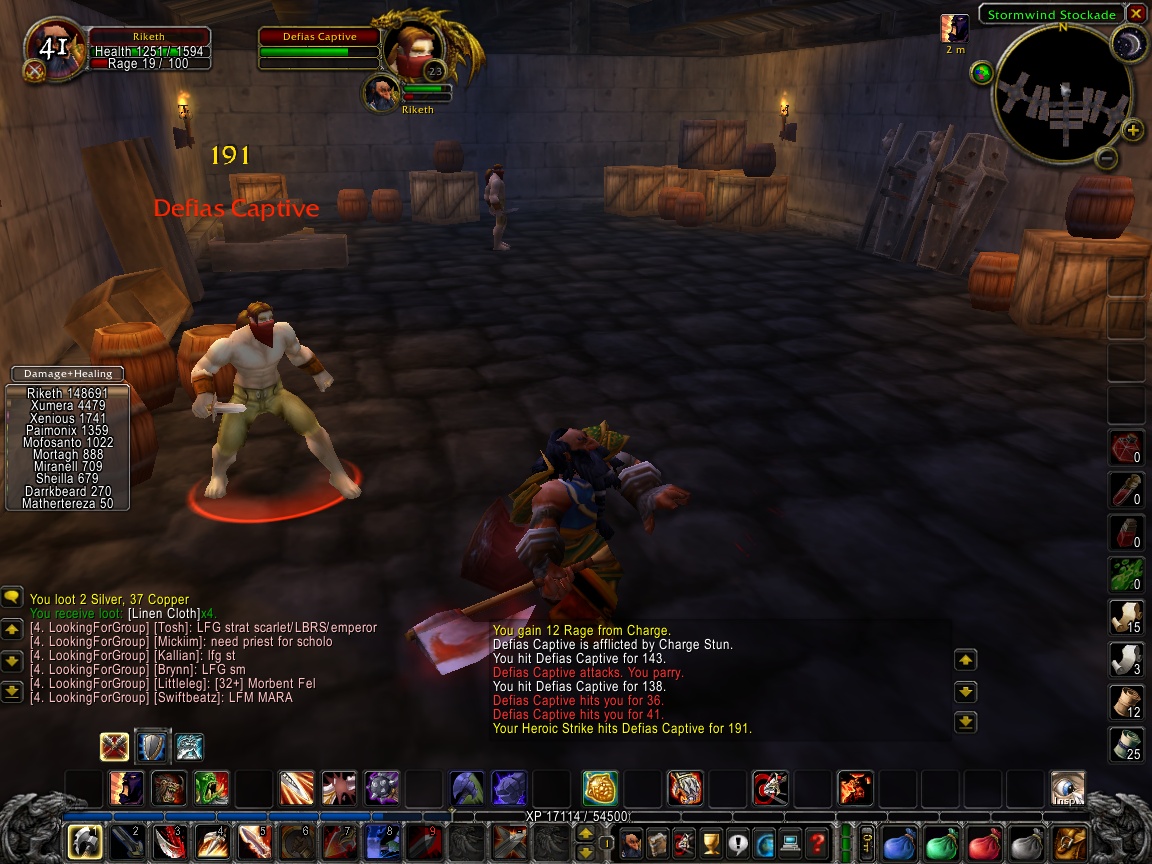 Riketh
41
Health 1251 / 1594
Rage 19 / 100
Defias Captive
23
Riketh
Stormwind Stockade
N
2 m
191
Defias Captive
Damage+Healing
Riketh 148691
Xumera 4479
Xenious 1741
Paimonix 1359
Mofosanto 1022
Mortagh 888
Miranell 709
Sheilla 679
Darrkbeard 270
Mathertereza 50
0
0
0
0
15
3
12
25
You loot 2 Silver, 37 Copper
You receive loot: [Linen Cloth]x4.
[4. LookingForGroup] [Tosh]: LFG strat scarlet/LBRS/emperor
[4. LookingForGroup] [Mickiim]: need priest for scholo
[4. LookingForGroup] [Kallian]: lfg st
[4. LookingForGroup] [Brynn]: LFG sm
[4. LookingForGroup] [Littleleg]: [32+] Morbent Fel
[4. LookingForGroup] [Swiftbeatz]: LFM MARA
You gain 12 Rage from Charge.
Defias Captive is afflicted by Charge Stun.
You hit Defias Captive for 143.
Defias Captive attacks. You parry.
You hit Defias Captive for 138.
Defias Captive hits you for 36.
Defias Captive hits you for 41.
Your Heroic Strike hits Defias Captive for 191.
Insp
XP 17114 / 54500
2 3 4 5 6 7 8 9
1
?